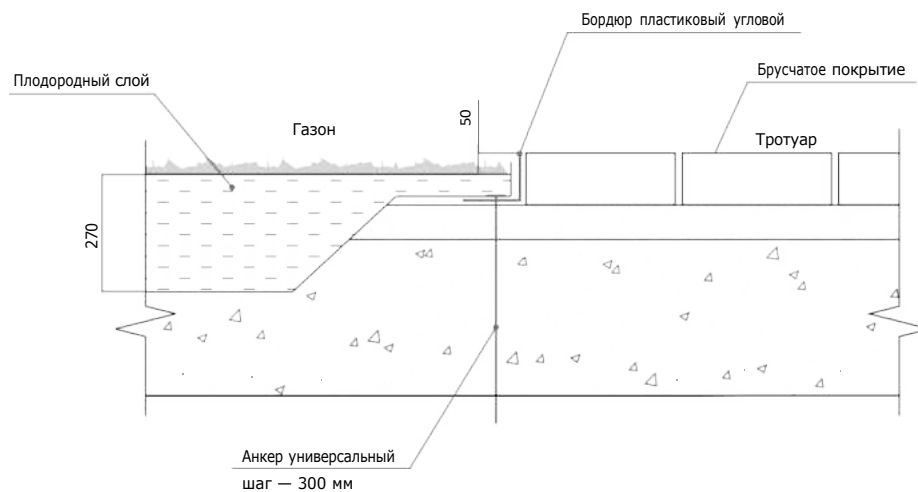 Бордюр пластиковый угловой
Плодородный слой
Брусчатое покрытие
50
Газон
Тротуар
270
Анкер универсальный
шаг — 300 мм